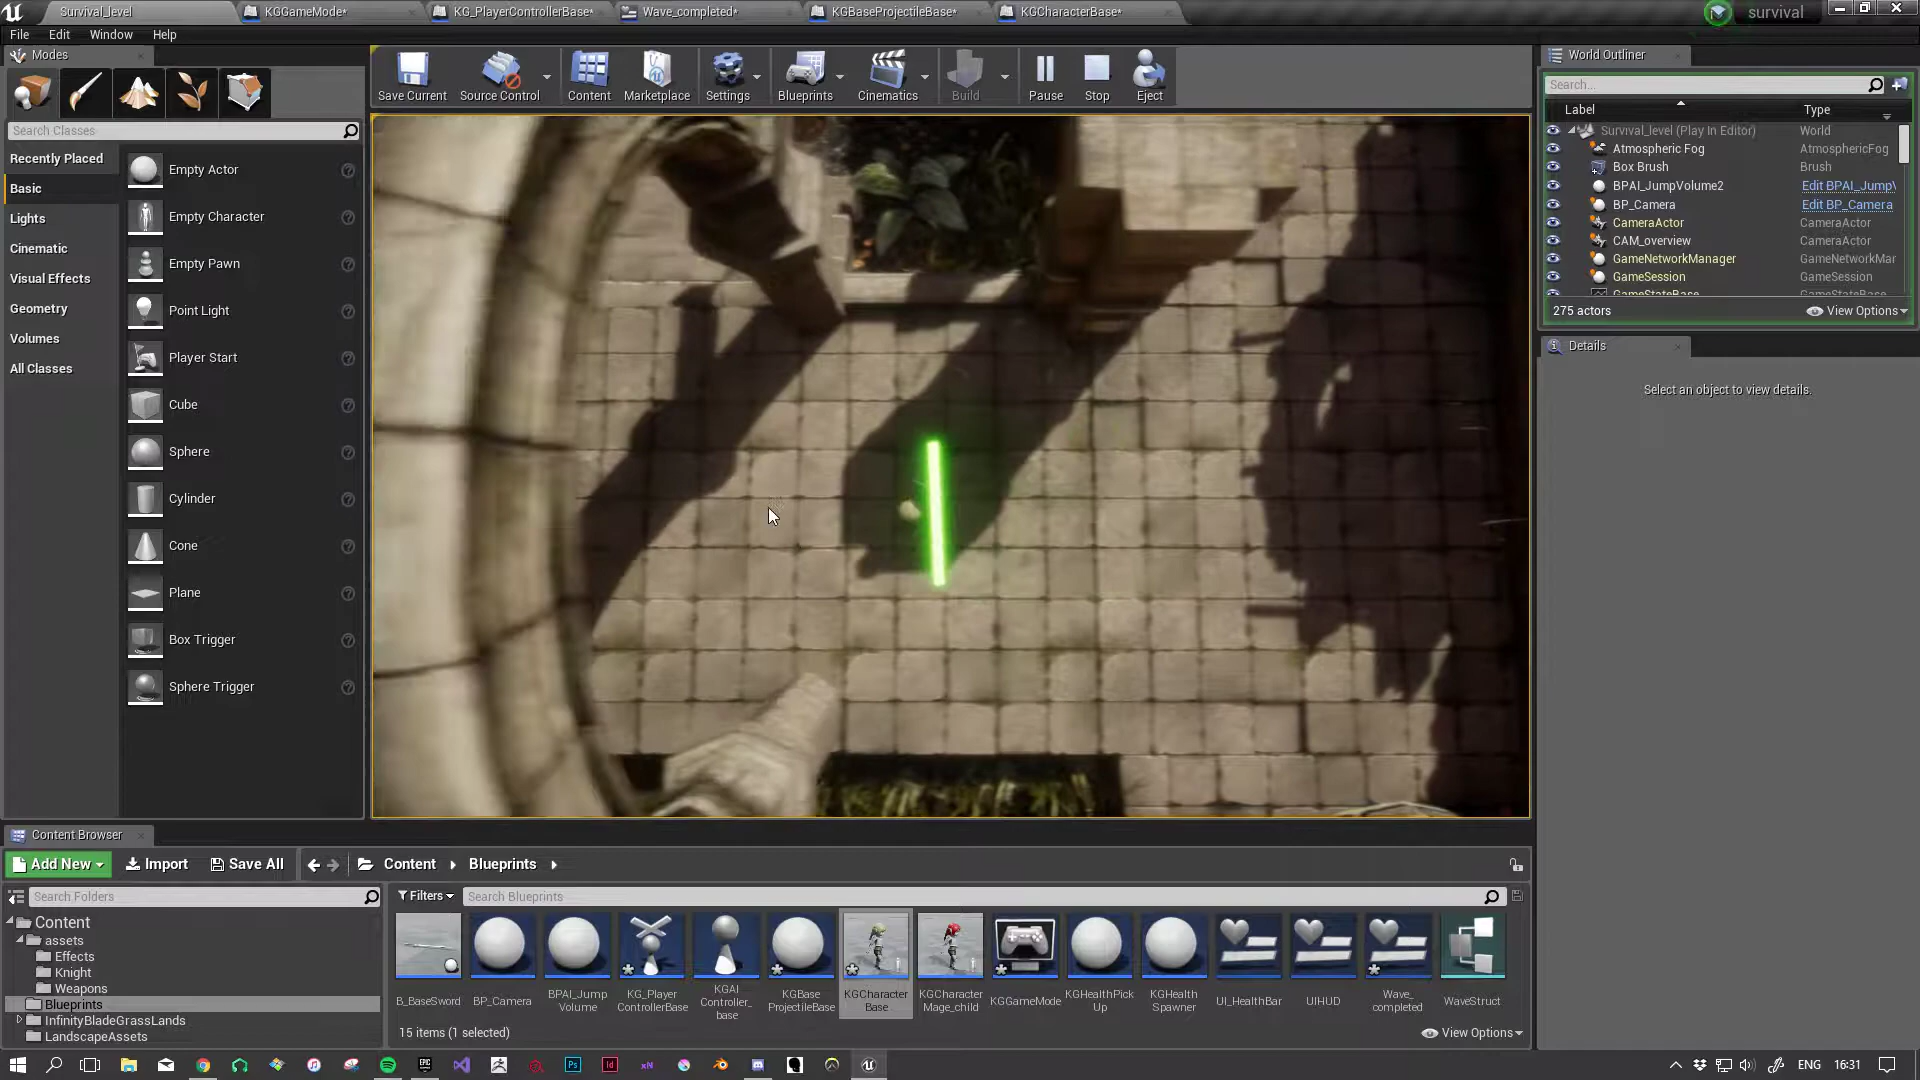 Survival_level
KGGameMode*
KG_PlayerControllerBase*
Wave_completed*
KGBaseProjectileBase*
KGCharacterBase*
survival
File
Edit
Window
Help
Modes
Search Classes
Recently Placed
Basic
Lights
Cinematic
Visual Effects
Geometry
Volumes
All Classes
Empty Actor
Empty Character
Empty Pawn
Point Light
Player Start
Cube
Sphere
Cylinder
Cone
Plane
Box Trigger
Sphere Trigger
Save Current
Source Control
Content
Marketplace
Settings
Blueprints
Cinematics
Build
Pause
Stop
Eject
World Outliner
Search...
Label
Type
Survival_level (Play In Editor)
World
Atmospheric Fog
AtmosphericFog
Box Brush
Brush
BPAI_JumpVolume2
Edit BPAI_JumpV
BP_Camera
Edit BP_Camera
CameraActor
CameraActor
CAM_overview
CameraActor
GameNetworkManager
GameNetworkMar
GameSession
GameSession
GameStateBase
GameStateBase
275 actors
View Options
Details
Select an object to view details.
Content Browser
Add New
Import
Save All
Content
Blueprints
Search Folders
Filters
Search Blueprints
Content
assets
Effects
Knight
Weapons
Blueprints
InfinityBladeGrassLands
LandscapeAssets
B_BaseSword
BP_Camera
BPAI_Jump
Volume
KG_Player
ControllerBase
KGAI
Controller_
base
KGBase
ProjectileBase
KGCharacter
Base
KGCharacter
Mage_child
KGGameMode
KGHealthPick
Up
KGHealth
Spawner
UI_HealthBar
UIHUD
Wave_
completed
WaveStruct
15 items (1 selected)
View Options
ENG
16:31